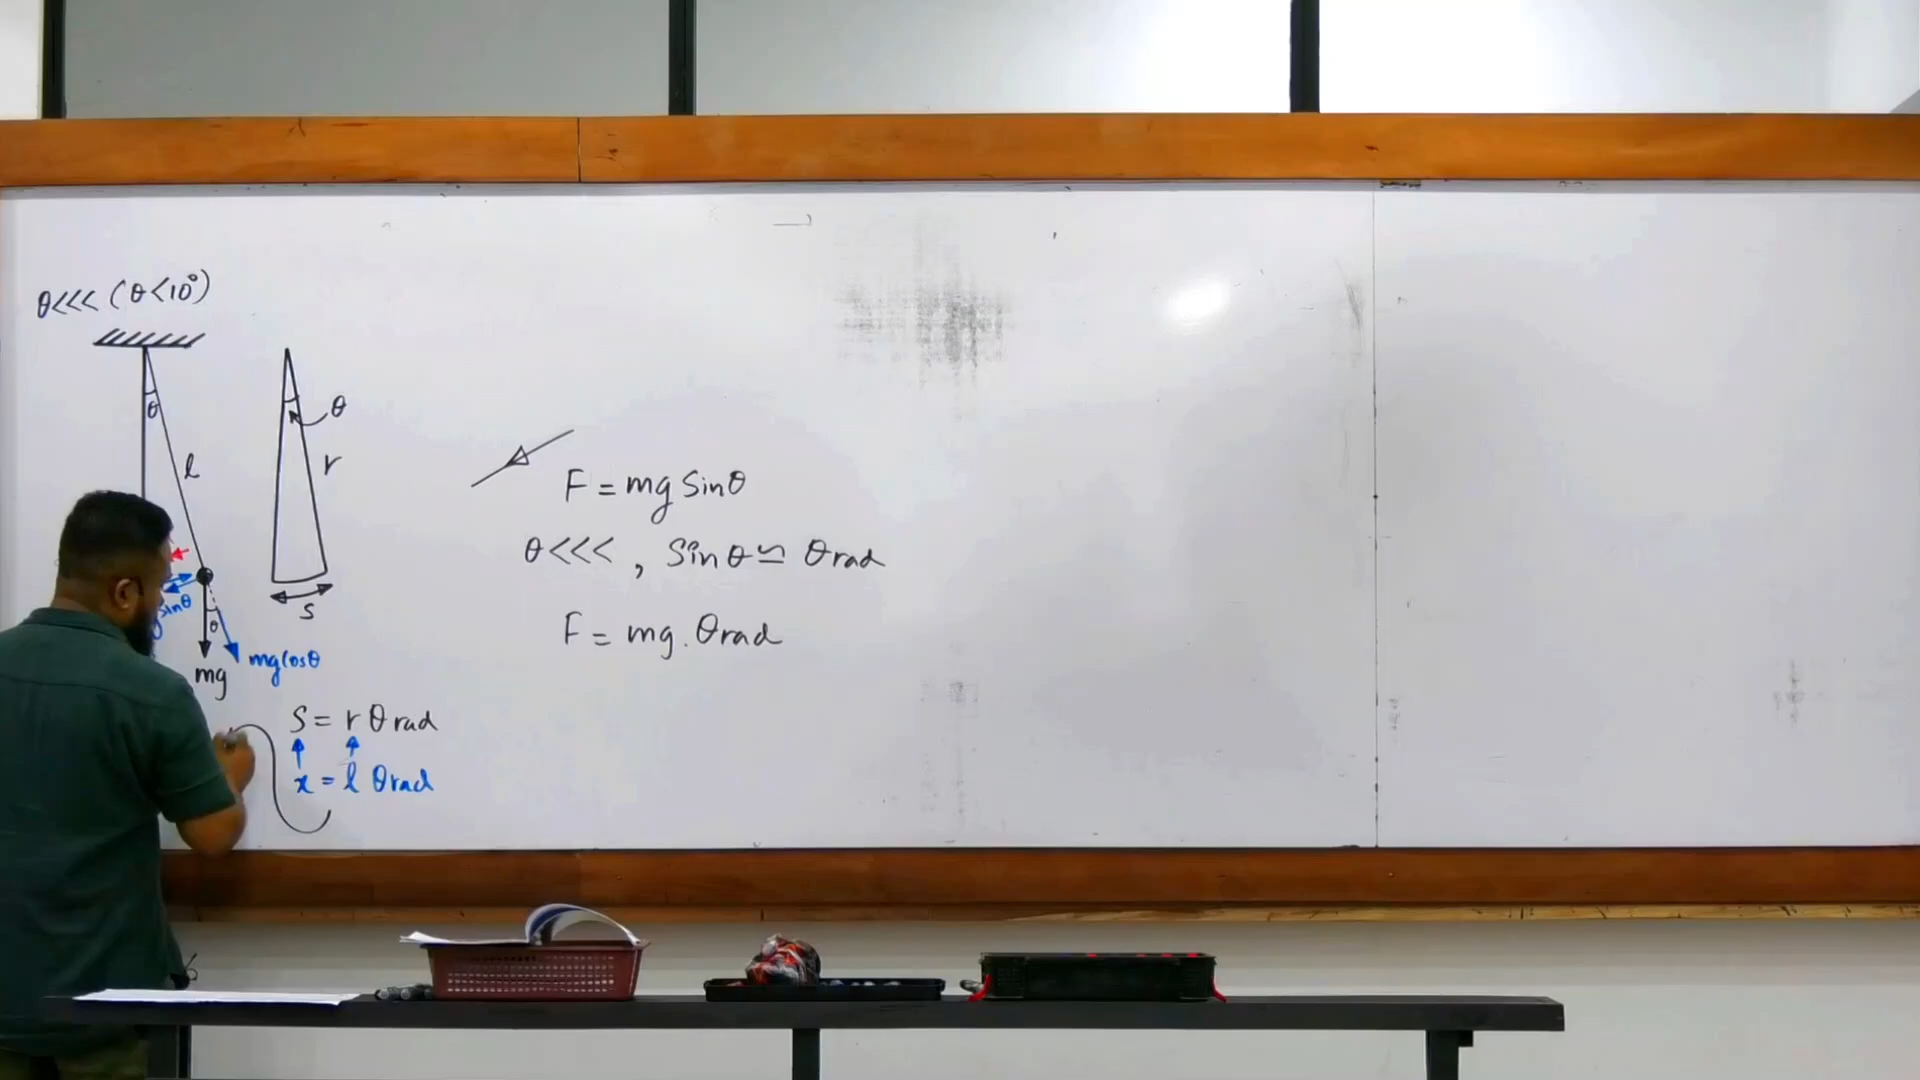 θ<<< (θ<10°)
θ
θ
l
r
F = mg Sinθ
θ<<< , Sinθ ≃ θrad
sinθ
S
θ
F = mg . θrad
mgcosθ
mg
S = r θrad
x = l θrad